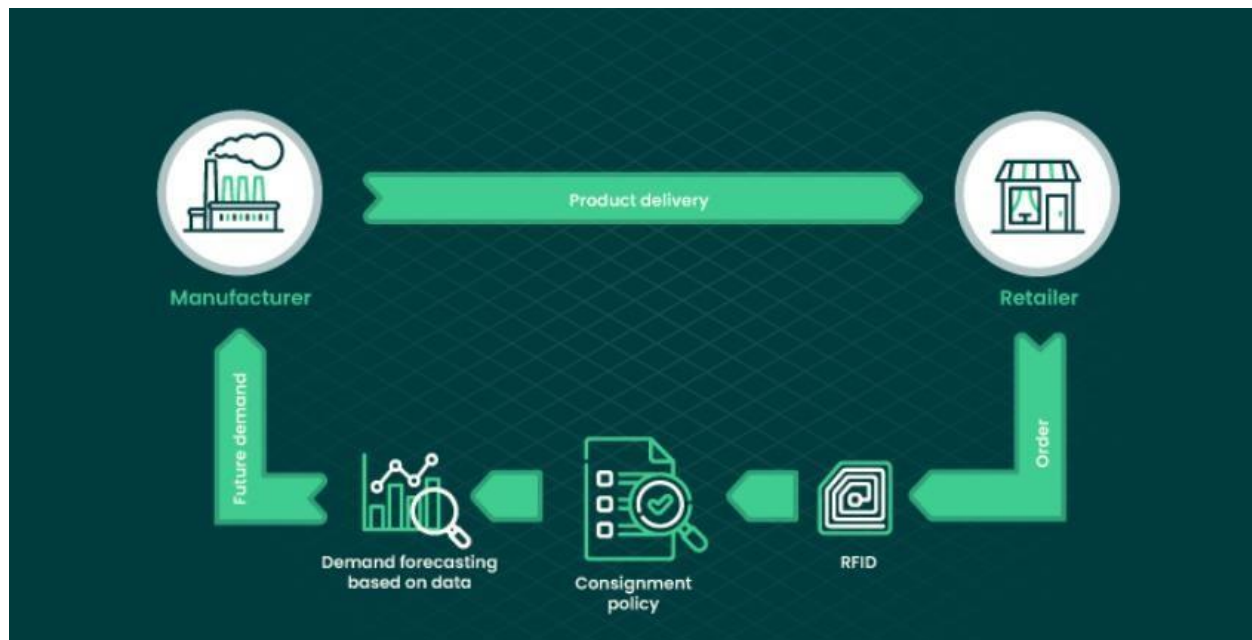 Product delivery
Manufacturer
Retailer
Future demand
Order
Demand forecasting
based on data
Consignment
policy
RFID